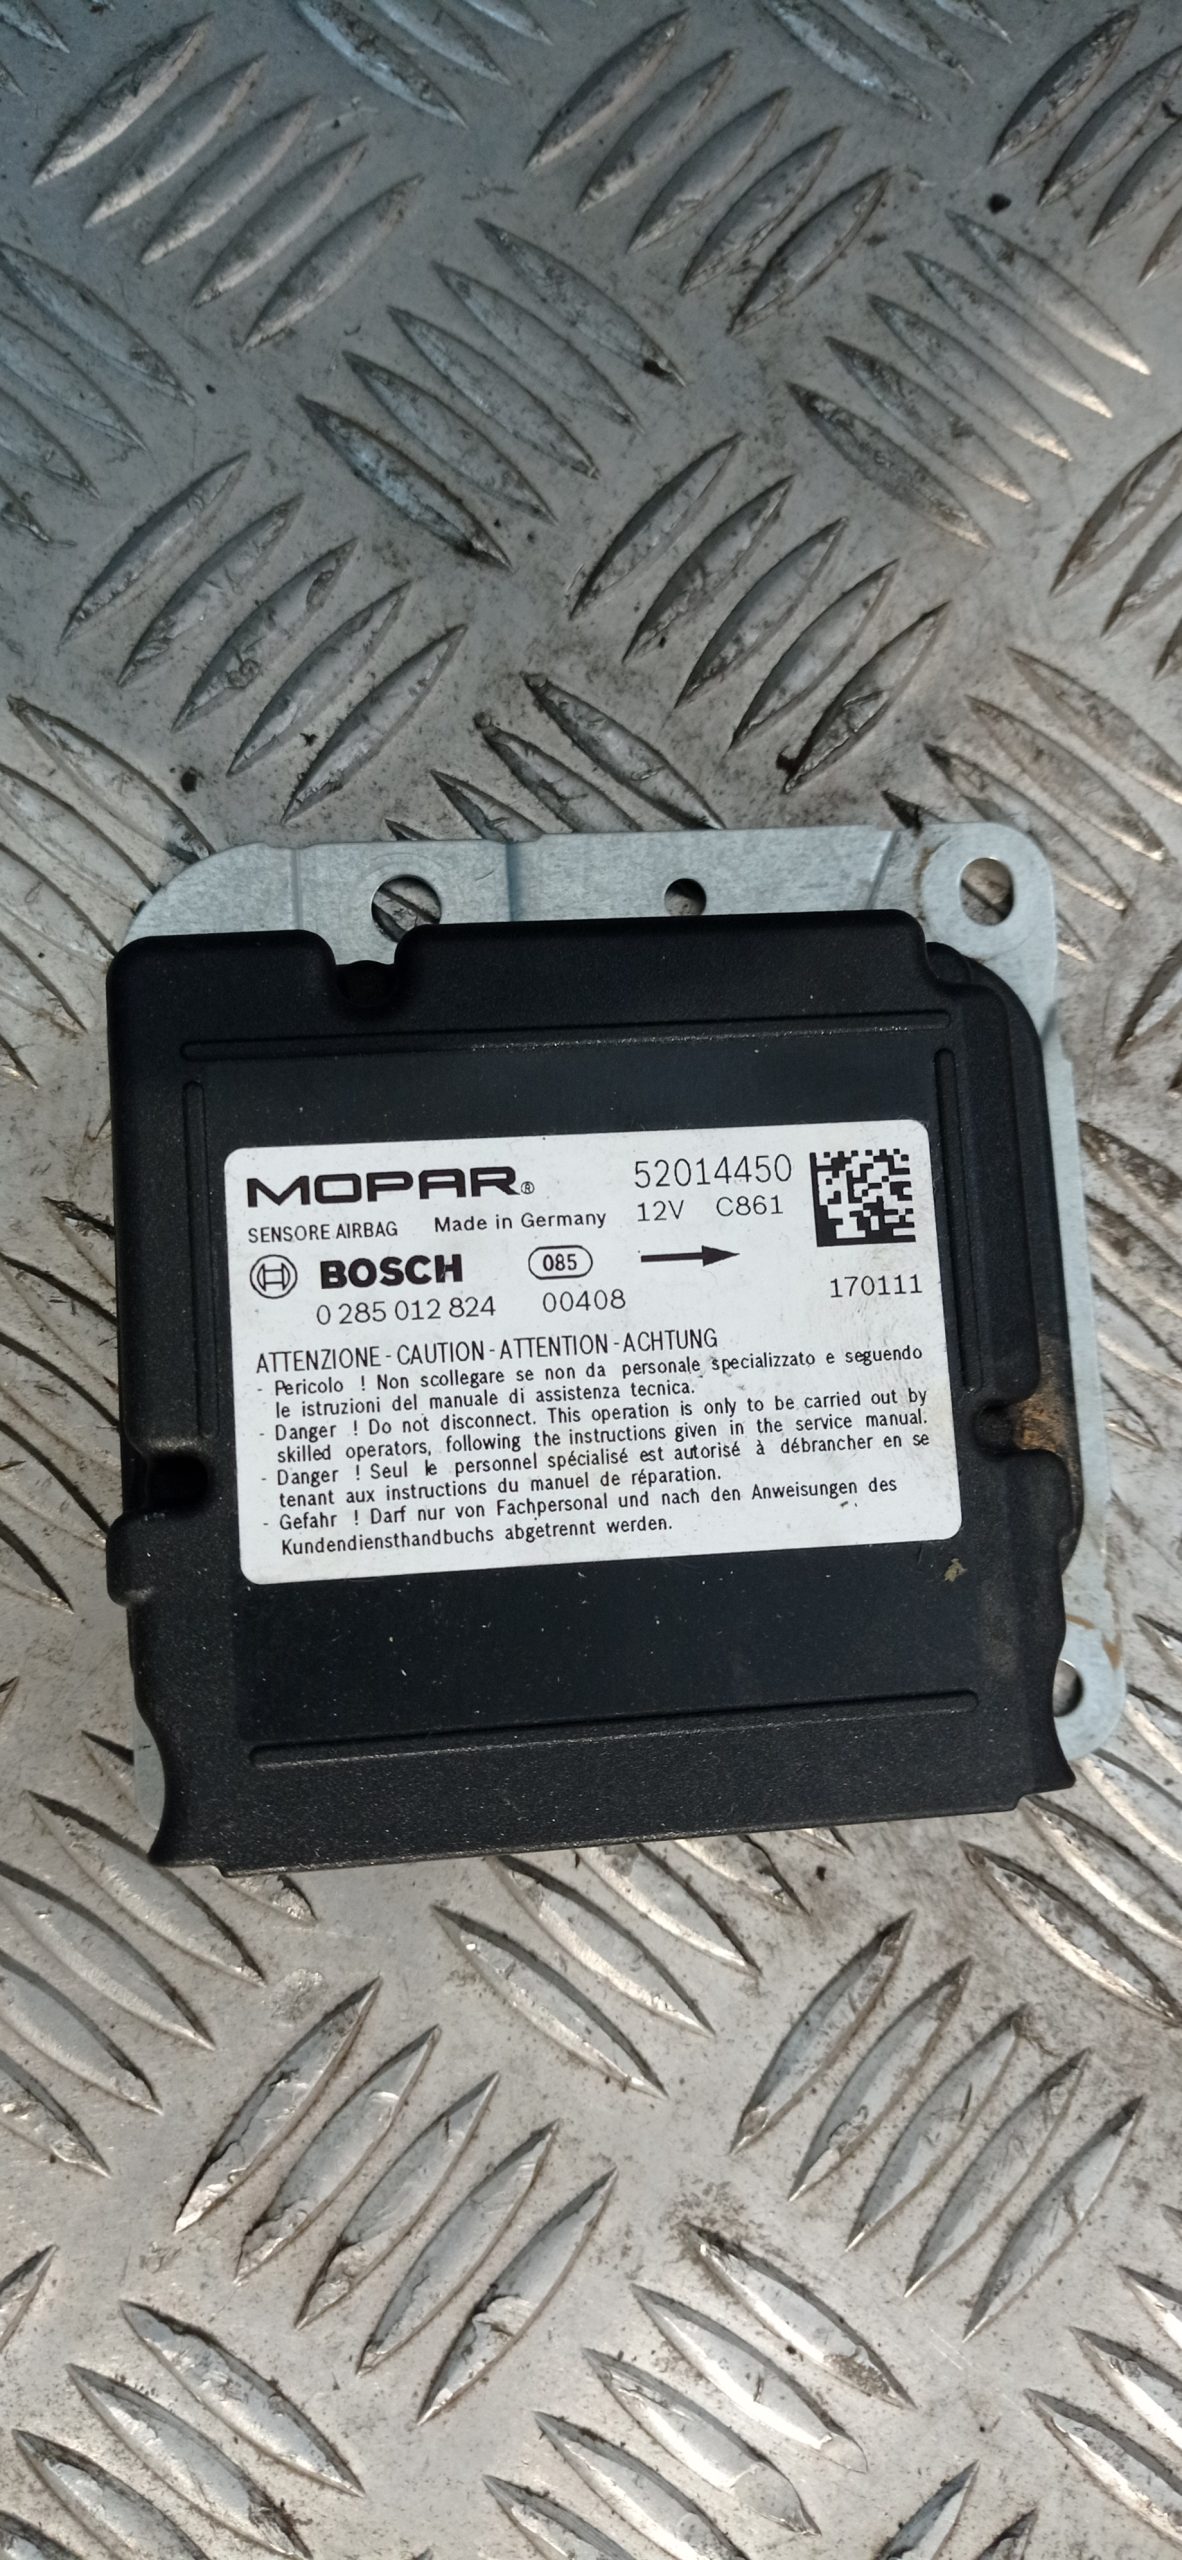 MOPAR® 52014450
SENSORE AIRBAG Made in Germany 12V C861
BOSCH 085
0 285 012 824 00408 170111
ATTENZIONE - CAUTION - ATTENTION - ACHTUNG
- Pericolo ! Non scollegare se non da personale specializzato e seguendo
le istruzioni del manuale di assistenza tecnica.
- Danger ! Do not disconnect. This operation is only to be carried out by
skilled operators, following the instructions given in the service manual.
- Danger ! Seul le personnel spécialisé est autorisé à débrancher en se
tenant aux instructions du manuel de réparation.
- Gefahr ! Darf nur von Fachpersonal und nach den Anweisungen des
Kundendiensthandbuchs abgetrennt werden.